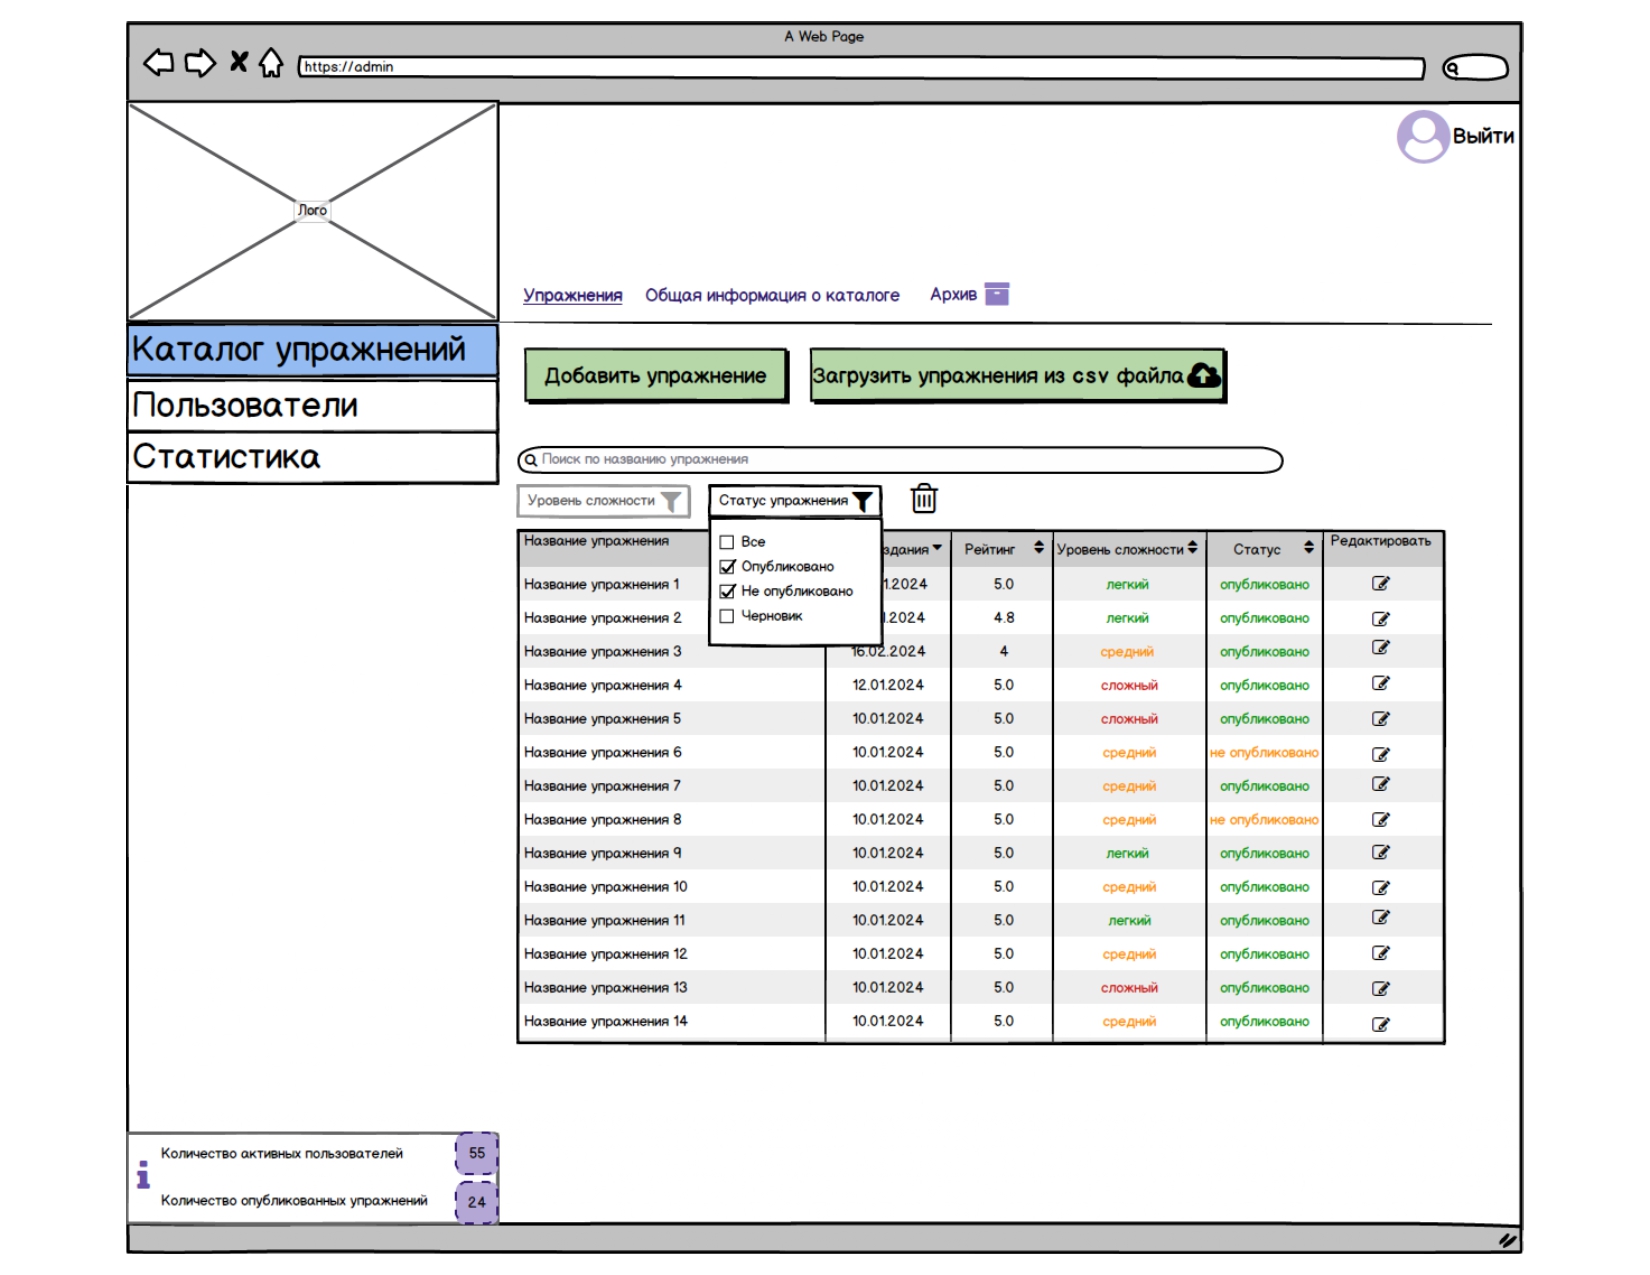 A Web Page
https://admin
Выйти
Лого
Упражнения Общая информация о каталоге Архив
Каталог упражнений
Пользователи
Статистика
Добавить упражнение Загрузить упражнения из csv файла
Поиск по названию упражнения
Уровень сложности Статус упражнения
Все
Опубликовано
Не опубликовано
Черновик
Название упражнения здания Рейтинг Уровень сложности Статус Редактировать
Название упражнения 1 1.2024 5.0 легкий опубликовано
Название упражнения 2 .2024 4.8 легкий опубликовано
Название упражнения 3 16.02.2024 4 средний опубликовано
Название упражнения 4 12.01.2024 5.0 сложный опубликовано
Название упражнения 5 10.01.2024 5.0 сложный опубликовано
Название упражнения 6 10.01.2024 5.0 средний не опубликовано
Название упражнения 7 10.01.2024 5.0 средний опубликовано
Название упражнения 8 10.01.2024 5.0 средний не опубликовано
Название упражнения 9 10.01.2024 5.0 легкий опубликовано
Название упражнения 10 10.01.2024 5.0 средний опубликовано
Название упражнения 11 10.01.2024 5.0 легкий опубликовано
Название упражнения 12 10.01.2024 5.0 средний опубликовано
Название упражнения 13 10.01.2024 5.0 сложный опубликовано
Название упражнения 14 10.01.2024 5.0 средний опубликовано
Количество активных пользователей 55
Количество опубликованных упражнений 24